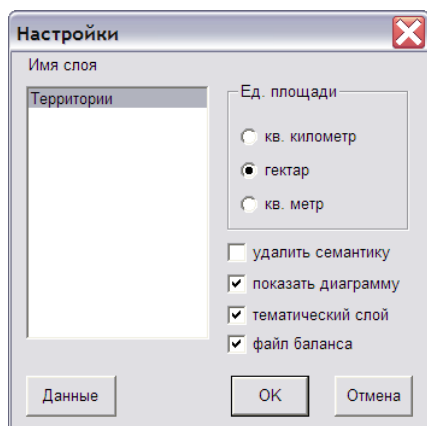 Настройки
Имя слоя
Территории
Ед. площади
кв. километр
гектар
кв. метр
удалить семантику
показать диаграмму
тематический слой
файл баланса
Данные
OK
Отмена